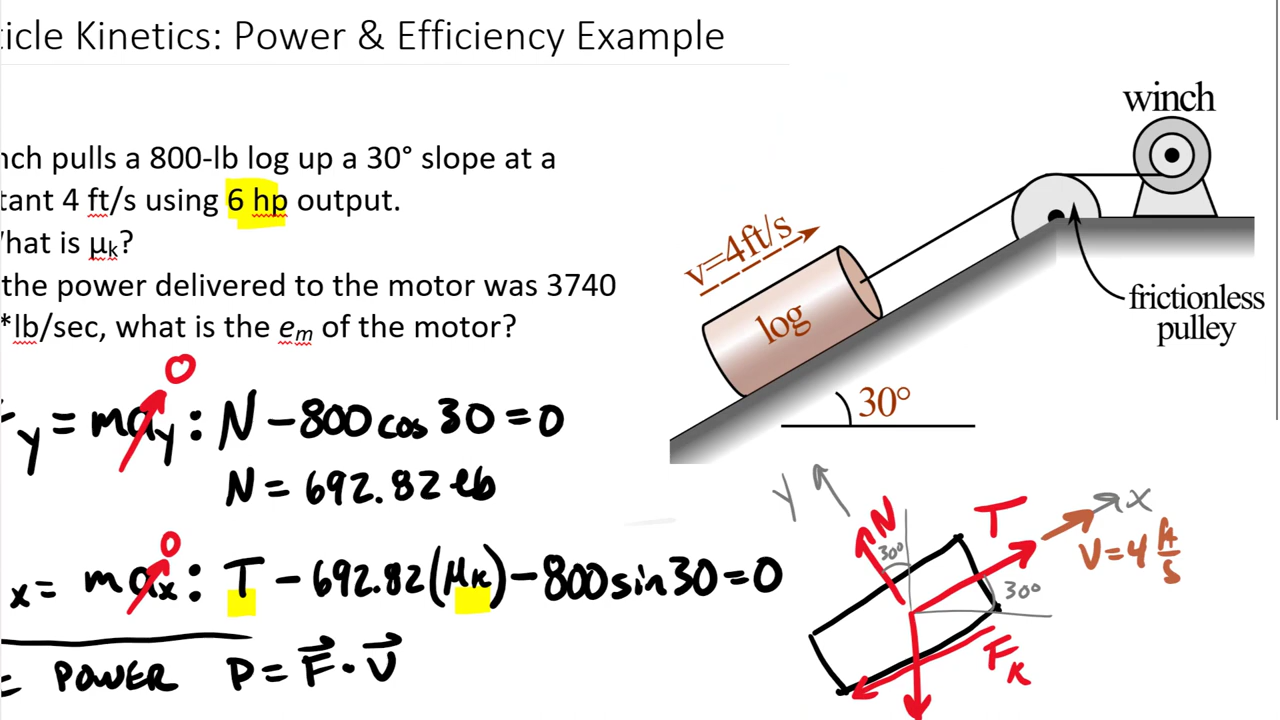 ticle Kinetics: Power & Efficiency Example
winch
nch pulls a 800-lb log up a 30° slope at a
tant 4 ft/s using 6 hp output.
hat is μk?
the power delivered to the motor was 3740
*lb/sec, what is the em of the motor?
v=4ft/s
log
frictionless
pulley
30°
y = may: 0 N - 800 cos 30 = 0
N = 692.82 lb
x = max: 0 T - 692.82(μk) - 800 sin 30 = 0
= POWER P = F · V
Y
N
30°
T
X
V = 4 ft/s
30°
Fk